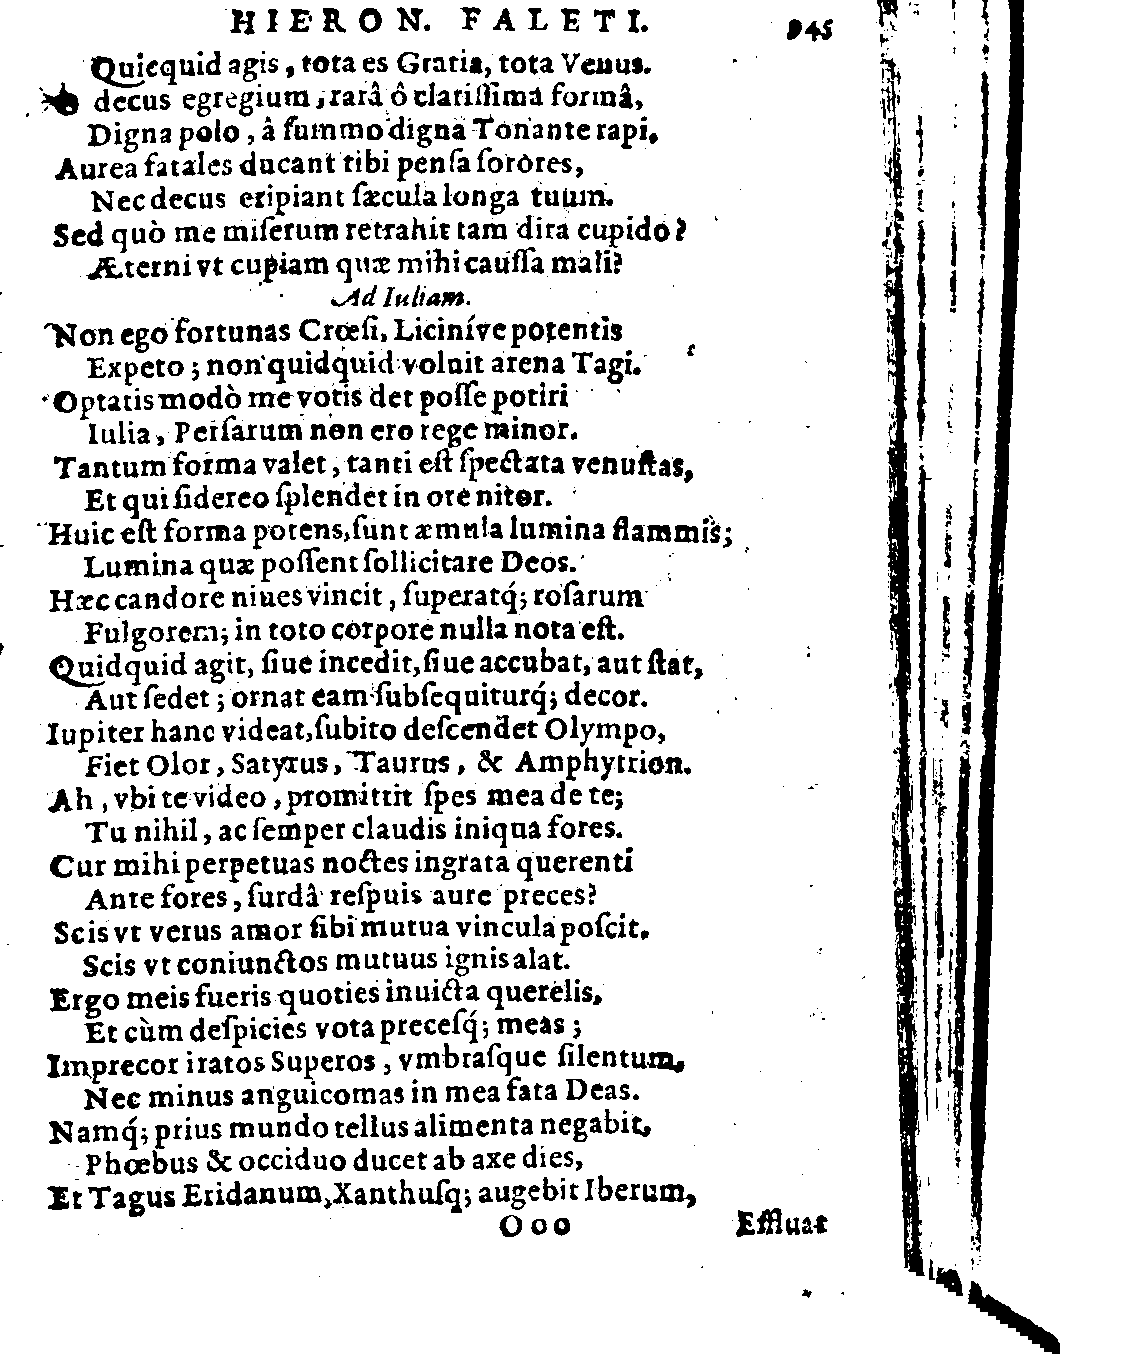 HIERON. FALETI. 945
Quicquid agis, tota es Gratia, tota Venus.
decus egregium, rarâ ô clarissima formâ,
Digna polo, â summo digna Tonante rapi.
Aurea fatales ducant tibi pensa sorores,
Nec decus eripiant sæcula longa tuum.
Sed quò me miserum retrahit tam dira cupido?
Æterni vt cupiam quæ mihi caussa mali?
Ad Iuliam.
Non ego fortunas Crœsi, Liciníve potentis
Expeto; non quidquid voluit arena Tagi.
Optatis modò me votis det posse potiri
Iulia, Persarum non ero rege minor.
Tantum forma valet, tanti est spectata venustas,
Et qui sidereo splendet in ore nitor.
Huic est forma potens, sunt æmula lumina flammis;
Lumina quæ possent sollicitare Deos.
Hæc candore niues vincit, superatq́; rosarum
Fulgorem; in toto corpore nulla nota est.
Quidquid agit, siue incedit, siue accubat, aut stat,
Aut sedet; ornat eam subsequiturq́; decor.
Iupiter hanc videat, subito descendet Olympo,
Fiet Olor, Satyrus, Taurus, & Amphytrion.
Ah, vbi te video, promittit spes mea de te;
Tu nihil, ac semper claudis iniqua fores.
Cur mihi perpetuas noctes ingrata querenti
Ante fores, surdâ respuis aure preces?
Scis vt verus amor sibi mutua vincula poscit.
Scis vt coniunctos mutuus ignis alat.
Ergo meis fueris quoties inuicta querelis,
Et cùm despicies vota precesq́; meas;
Imprecor iratos Superos, vmbrasque silentum,
Nec minus anguicomas in mea fata Deas.
Namq́; prius mundo tellus alimenta negabit,
Phœbus & occiduo ducet ab axe dies,
Et Tagus Eridanum, Xanthusq; augebit Iberum,
Ooo Effluat